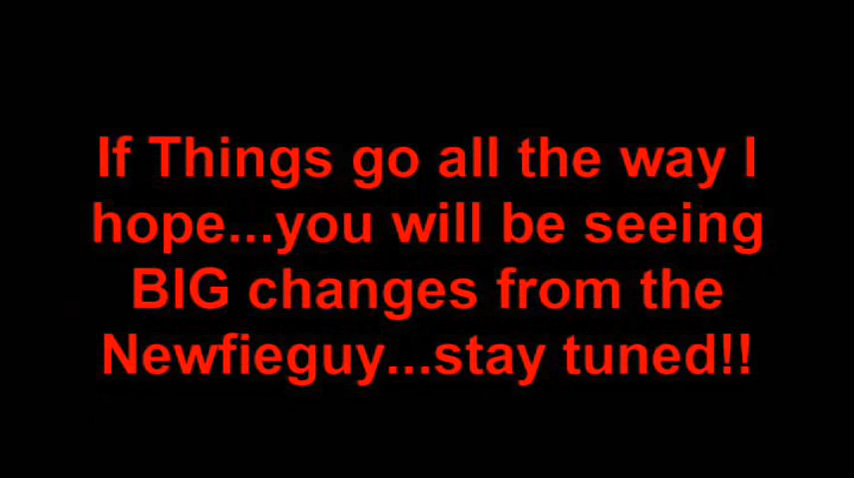 If Things go all the way I
hope...you will be seeing
BIG changes from the
Newfieguy...stay tuned!!